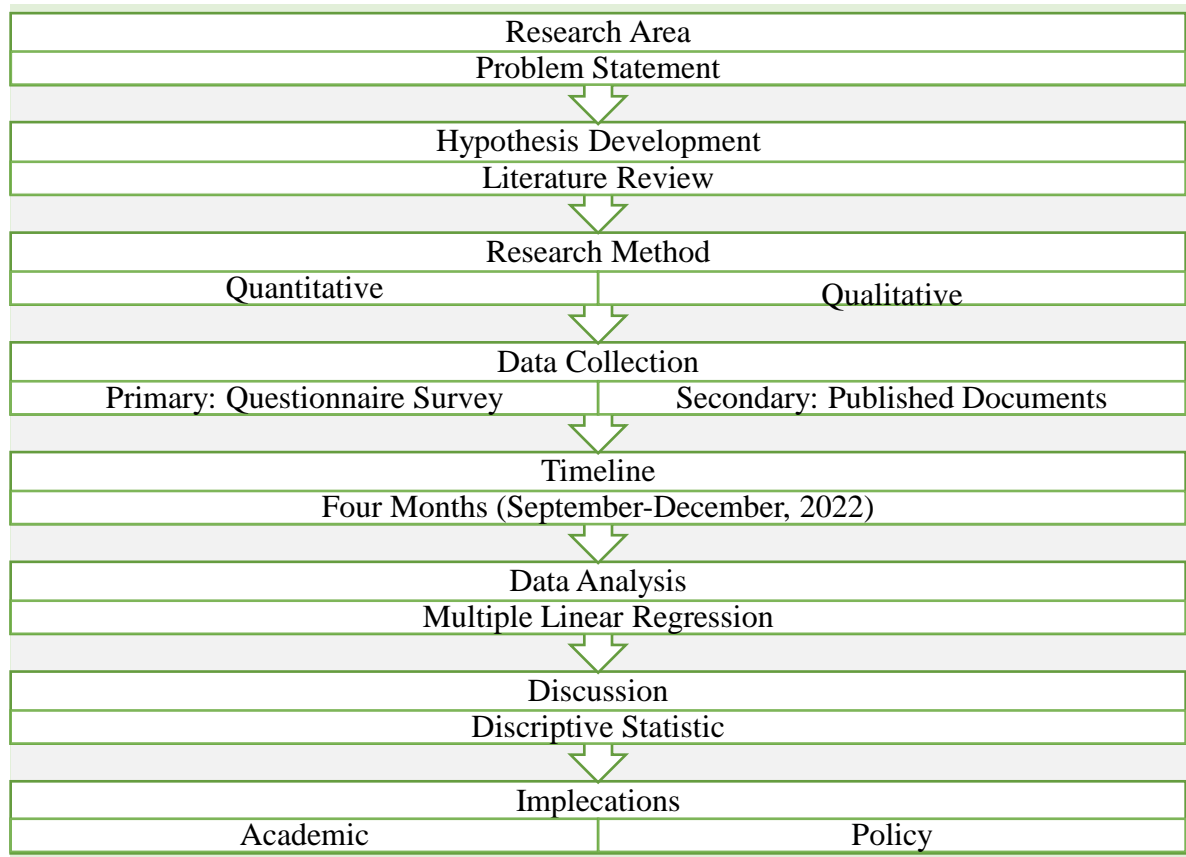 Research Area
Problem Statement
Hypothesis Development
Literature Review
Research Method
Quantitative
Qualitative
Data Collection
Primary: Questionnaire Survey
Secondary: Published Documents
Timeline
Four Months (September-December, 2022)
Data Analysis
Multiple Linear Regression
Discussion
Discriptive Statistic
Implecations
Academic
Policy